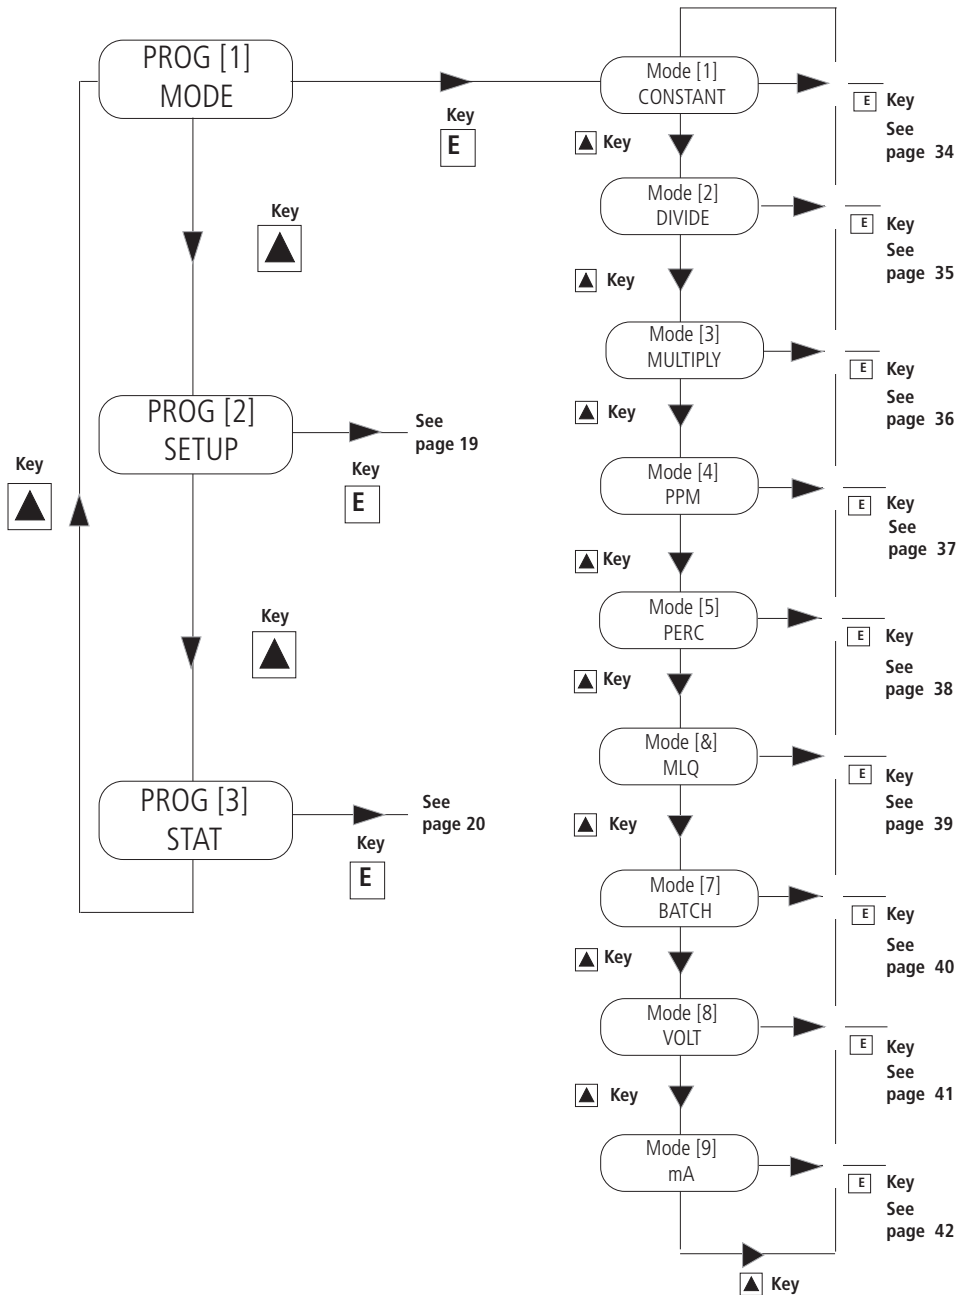 PROG [1]
MODE
Key
E
Key
PROG [2]
SETUP
See
page 19
Key
E
Key
Key
PROG [3]
STAT
See
page 20
Key
E
Mode [1]
CONSTANT
E Key
See
page 34
Key
Mode [2]
DIVIDE
E Key
See
page 35
Key
Mode [3]
MULTIPLY
E Key
See
page 36
Key
Mode [4]
PPM
E Key
See
page 37
Key
Mode [5]
PERC
E Key
See
page 38
Key
Mode [&]
MLQ
E Key
See
page 39
Key
Mode [7]
BATCH
E Key
See
page 40
Key
Mode [8]
VOLT
E Key
See
page 41
Key
Mode [9]
mA
E Key
See
page 42
Key